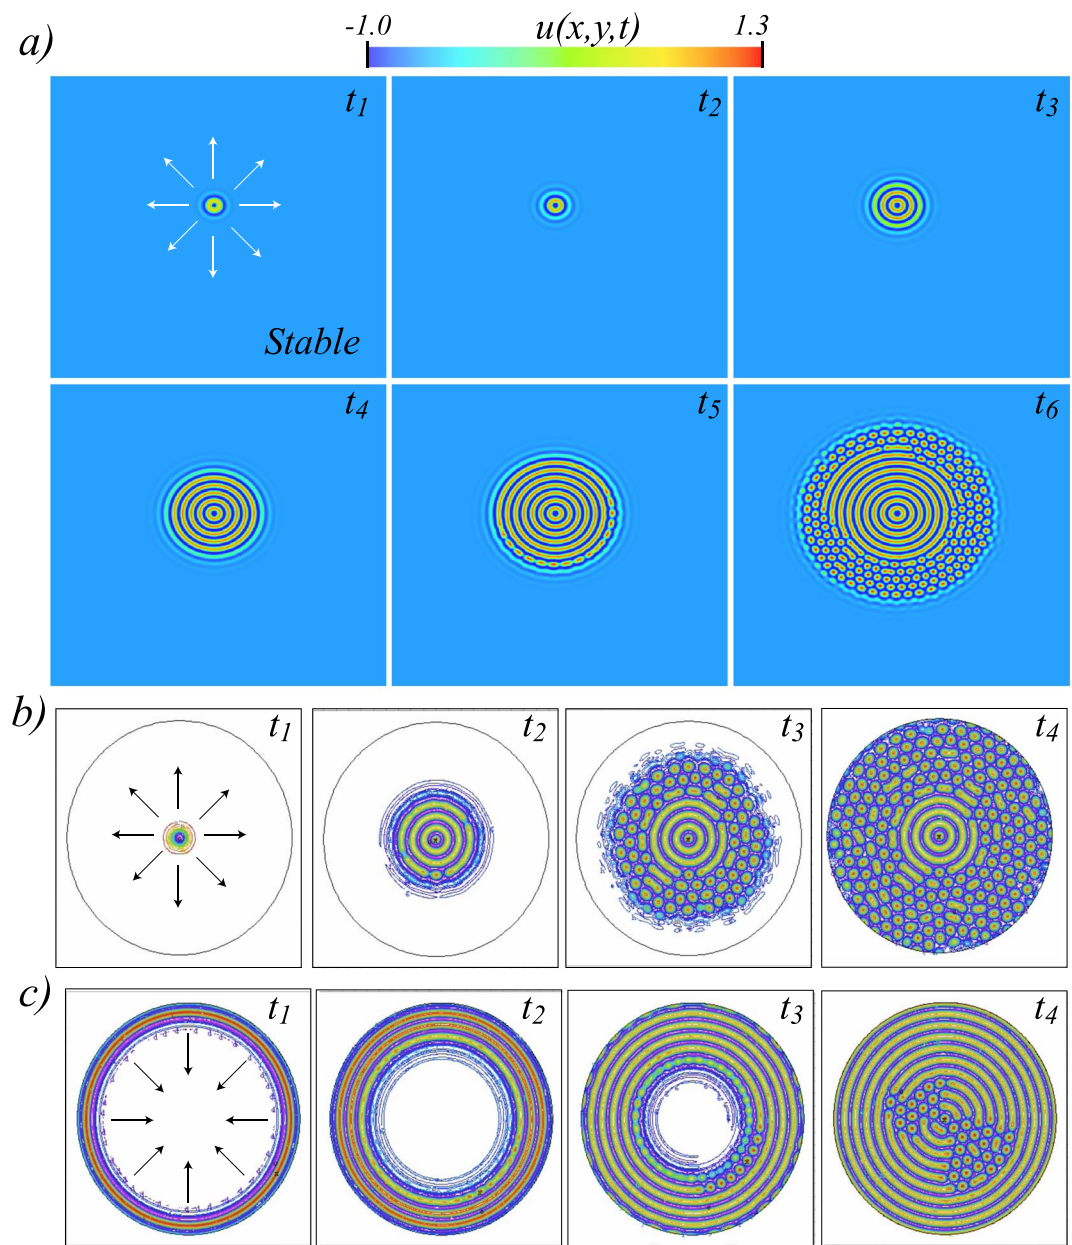 a)
-1.0 u(x,y,t) 1.3
t1 t2 t3
Stable
t4 t5 t6
b)
t1 t2 t3 t4
c)
t1 t2 t3 t4